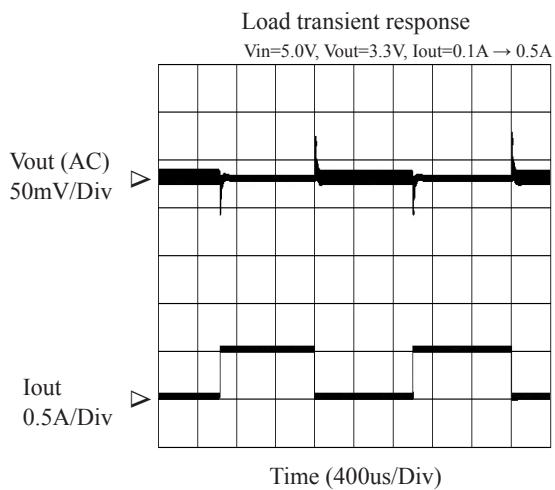 Load transient response
Vin=5.0V, Vout=3.3V, Iout=0.1A → 0.5A
Vout (AC)
50mV/Div
Iout
0.5A/Div
Time (400us/Div)